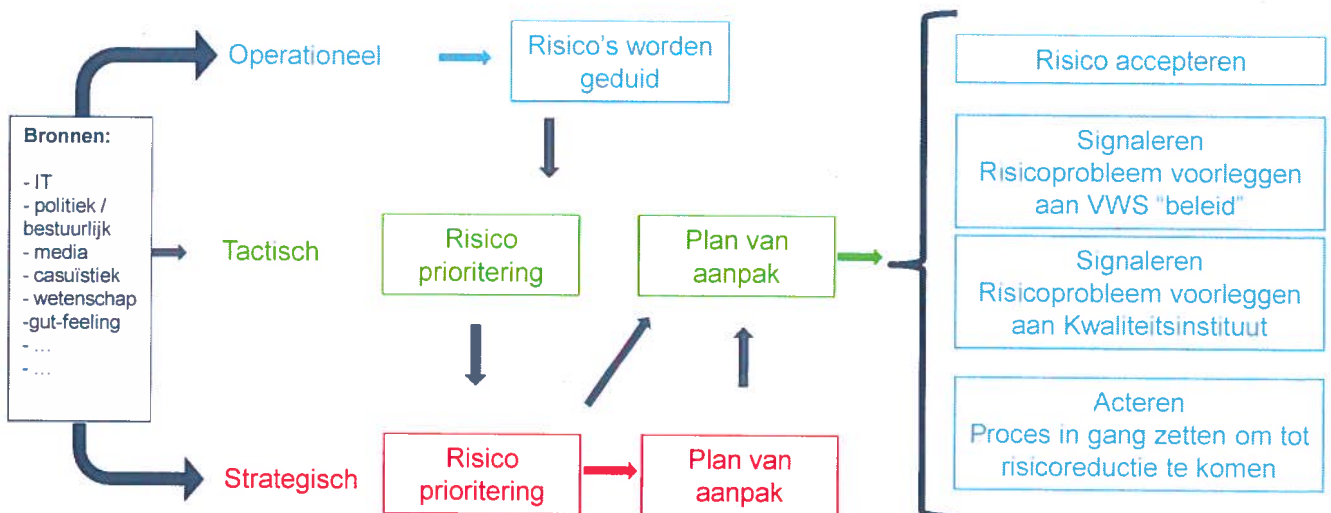 Operationeel
Risico's worden
geduid
Bronnen:
- IT
- politiek /
bestuurlijk
- media
- casuïstiek
- wetenschap
-gut-feeling
- ...
- ...
Tactisch
Risico
prioritering
Plan van
aanpak
Strategisch
Risico
prioritering
Plan van
aanpak
Risico accepteren
Signaleren
Risicoprobleem voorleggen
aan VWS "beleid"
Signaleren
Risicoprobleem voorleggen
aan Kwaliteitsinstituut
Acteren
Proces in gang zetten om tot
risicoreductie te komen